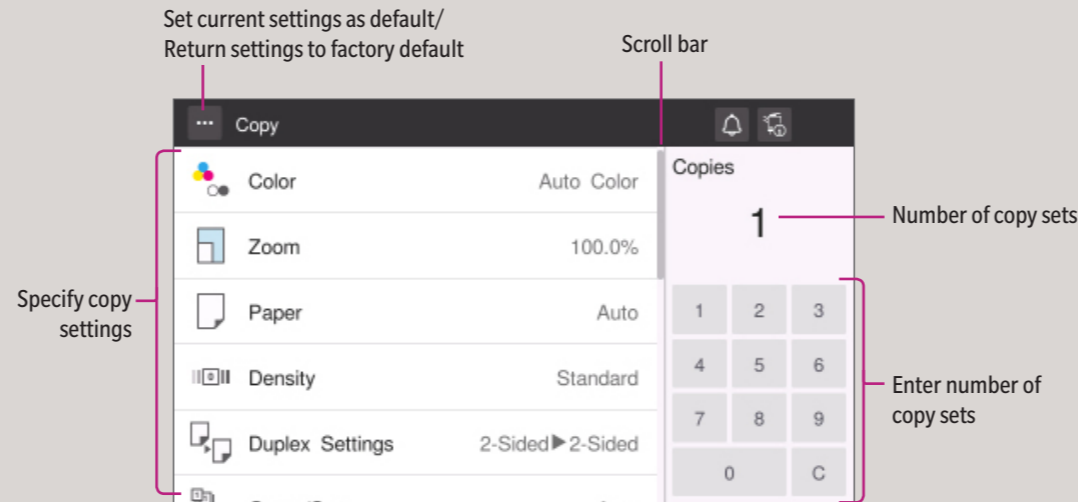 Set current settings as default/
Return settings to factory default
Scroll bar
Copy
Color Auto Color
Zoom 100.0%
Paper Auto
Density Standard
Duplex Settings 2-Sided▶2-Sided
Copies
1
1 2 3
4 5 6
7 8 9
0 C
Specify copy
settings
Number of copy sets
Enter number of
copy sets